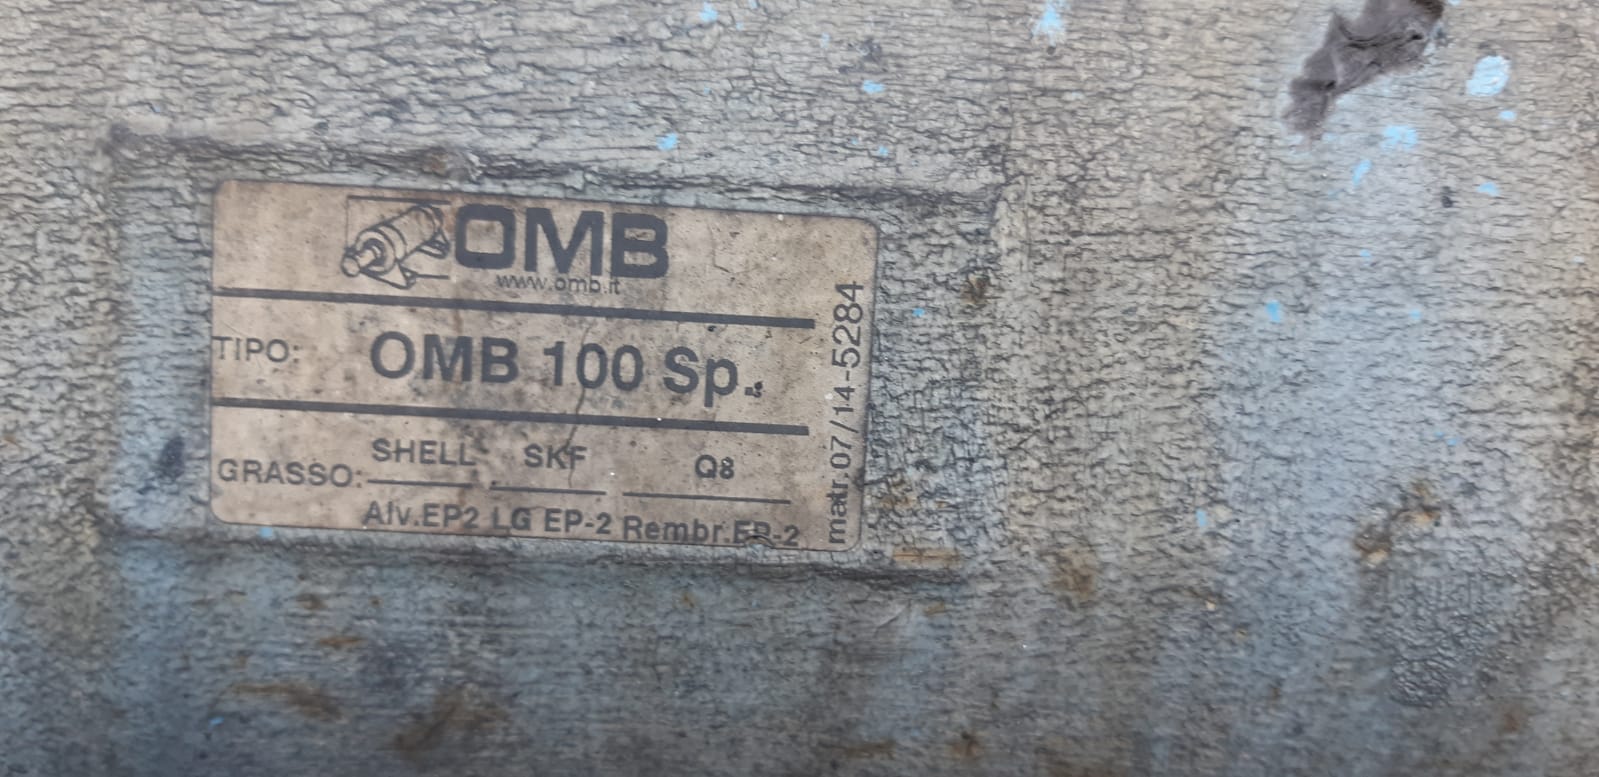 OMB
www.omb.it
TIPO: OMB 100 Sp.
GRASSO: SHELL SKF Q8
Alv.EP2 LG EP-2 Rembr.EP-2
matr.07/14-5284